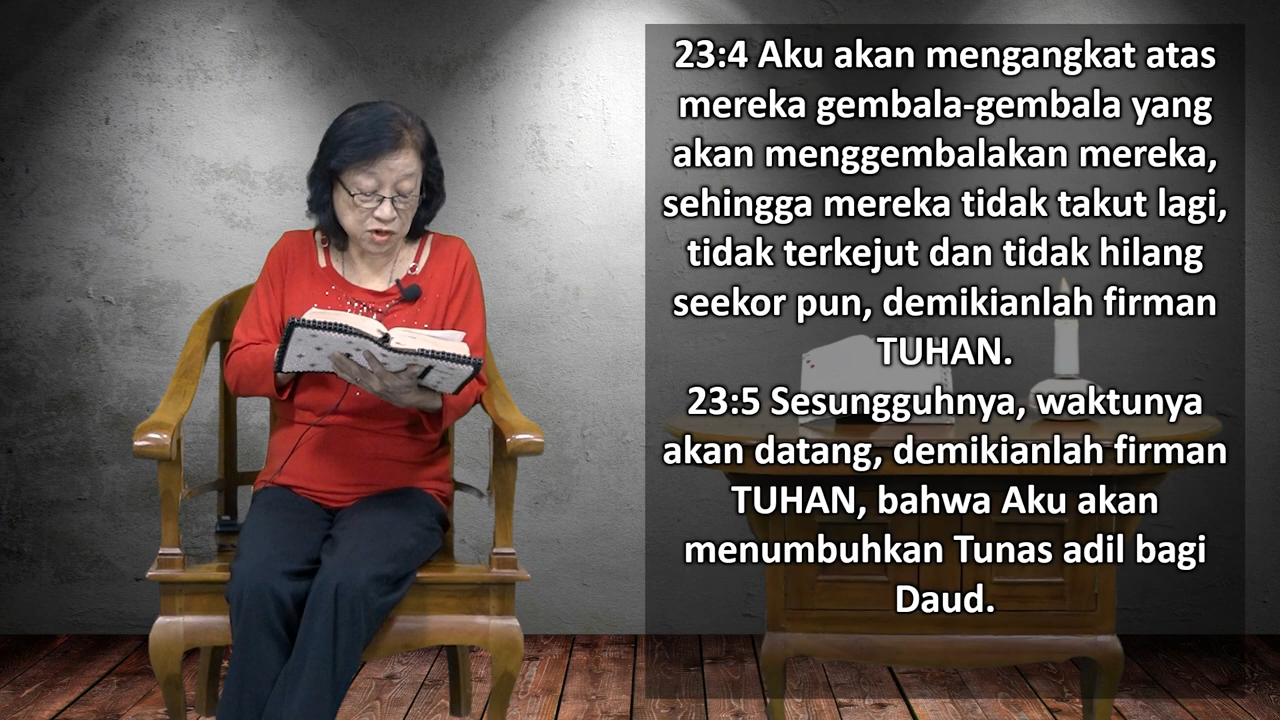 23:4 Aku akan mengangkat atas
mereka gembala-gembala yang
akan menggembalakan mereka,
sehingga mereka tidak takut lagi,
tidak terkejut dan tidak hilang
seekor pun, demikianlah firman
TUHAN.
23:5 Sesungguhnya, waktunya
akan datang, demikianlah firman
TUHAN, bahwa Aku akan
menumbuhkan Tunas adil bagi
Daud.